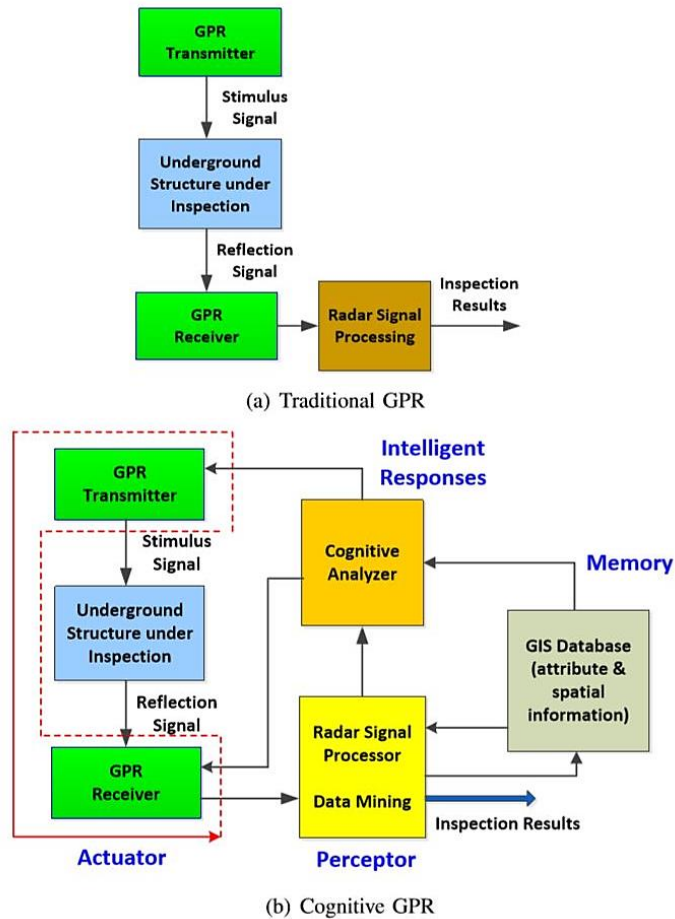 GPR
Transmitter
Stimulus
Signal
Underground
Structure under
Inspection
Reflection
Signal
GPR
Receiver
Radar Signal
Processing
Inspection
Results
(a) Traditional GPR
GPR
Transmitter
Intelligent
Responses
Stimulus
Signal
Cognitive
Analyzer
Memory
Underground
Structure under
Inspection
GIS Database
(attribute &
spatial
information)
Reflection
Signal
Radar Signal
Processor
Data Mining
GPR
Receiver
Inspection Results
Actuator
Perceptor
(b) Cognitive GPR